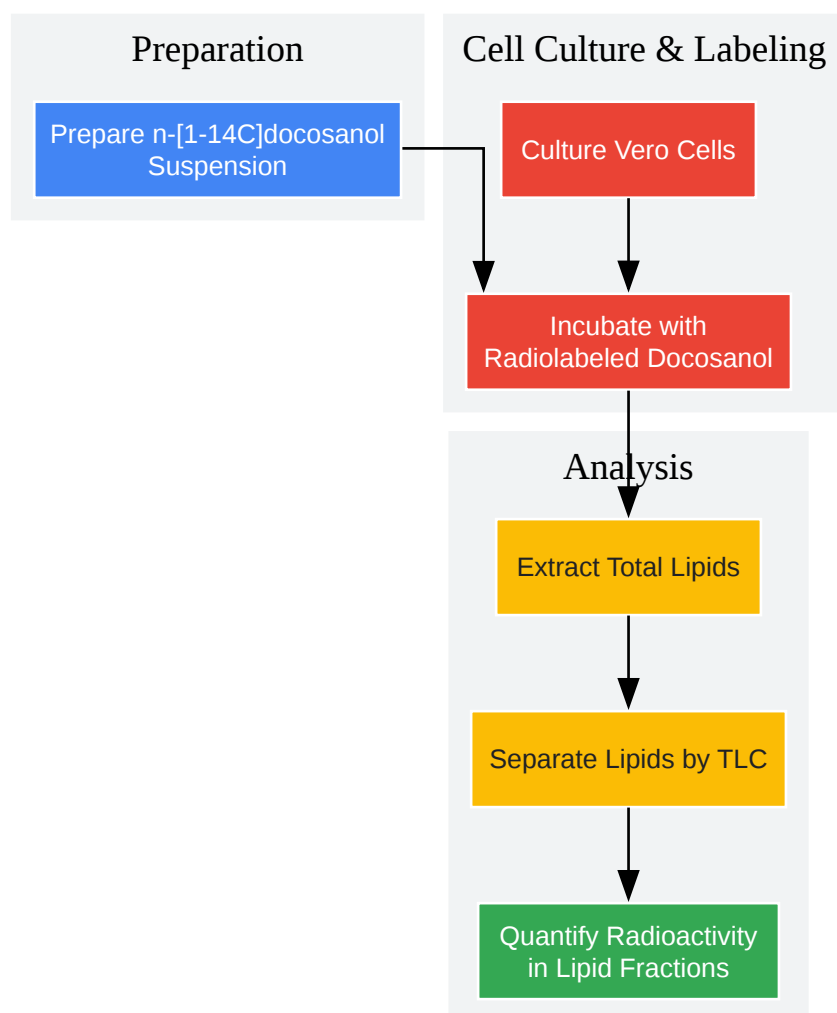 Preparation
Prepare n-[1-14C]docosanol
Suspension
Cell Culture & Labeling
Culture Vero Cells
Incubate with
Radiolabeled Docosanol
Analysis
Extract Total Lipids
Separate Lipids by TLC
Quantify Radioactivity
in Lipid Fractions